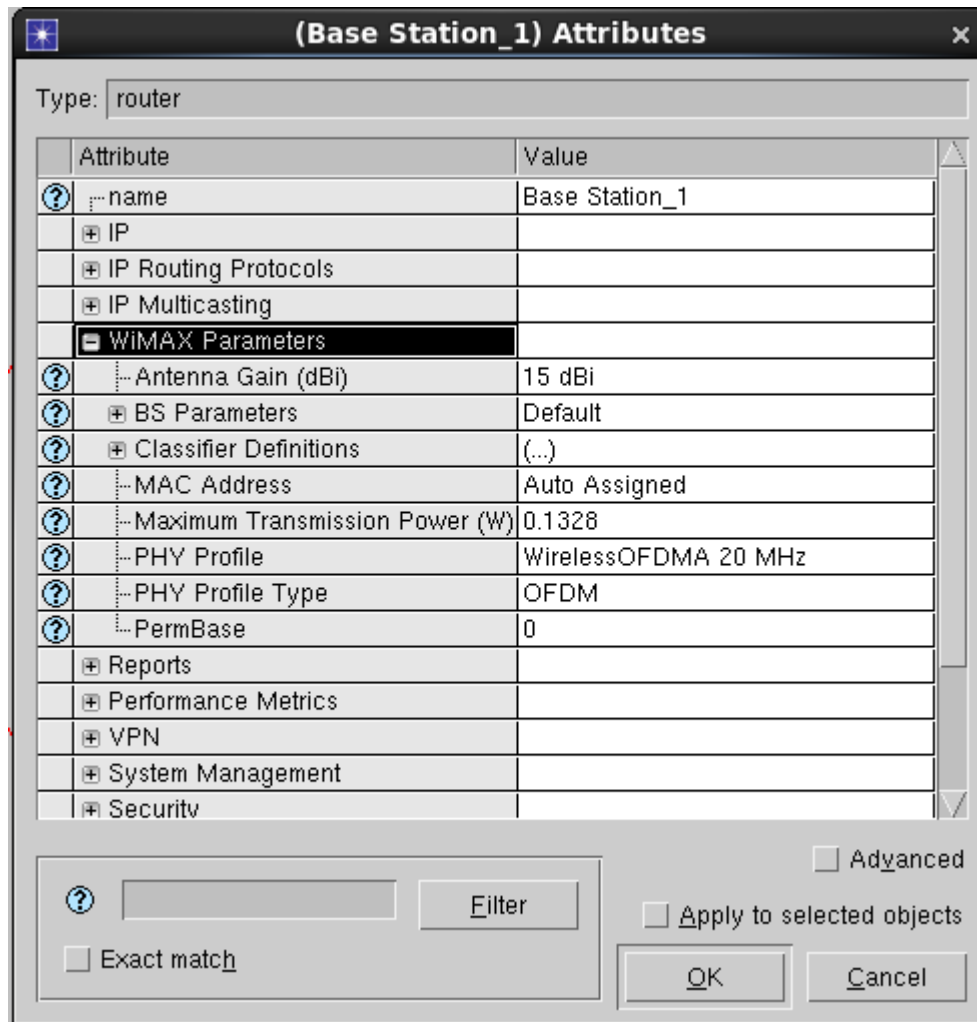 (Base Station_1) Attributes
Type: router
Attribute Value
name Base Station_1
IP
IP Routing Protocols
IP Multicasting
WiMAX Parameters
Antenna Gain (dBi) 15 dBi
BS Parameters Default
Classifier Definitions (...)
MAC Address Auto Assigned
Maximum Transmission Power (W) 0.1328
PHY Profile WirelessOFDMA 20 MHz
PHY Profile Type OFDM
PermBase 0
Reports
Performance Metrics
VPN
System Management
Security
Advanced
Filter
Apply to selected objects
Exact match
OK Cancel